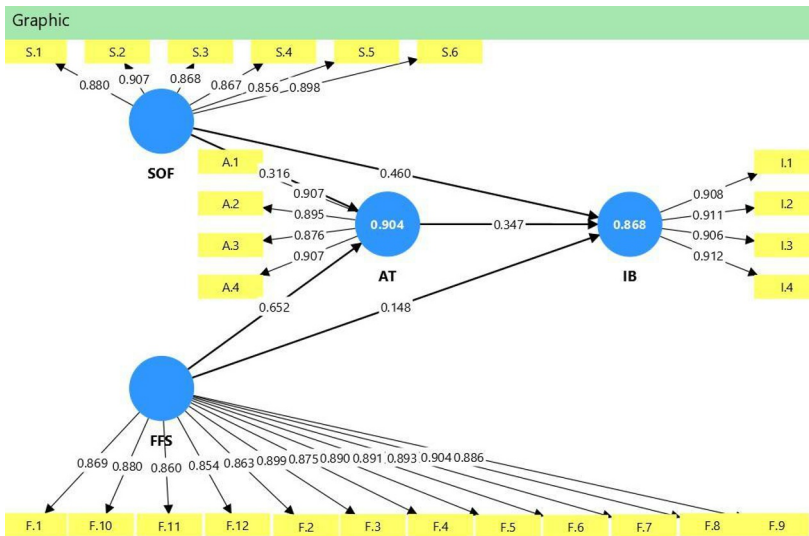 Graphic
S.1 S.2 S.3 S.4 S.5 S.6
0.880 0.907 0.868 0.867 0.856 0.898
SOF
A.1
0.316
0.460
I.1
0.907
0.908
A.2
0.895
0.904
0.347
0.868
0.911
I.2
A.3
0.876
0.906
I.3
0.907
0.912
AT
IB
A.4
I.4
0.652
0.148
FFS
0.869 0.880 0.860 0.854 0.863 0.899 0.875 0.890 0.891 0.893 0.904 0.886
F.1 F.10 F.11 F.12 F.2 F.3 F.4 F.5 F.6 F.7 F.8 F.9